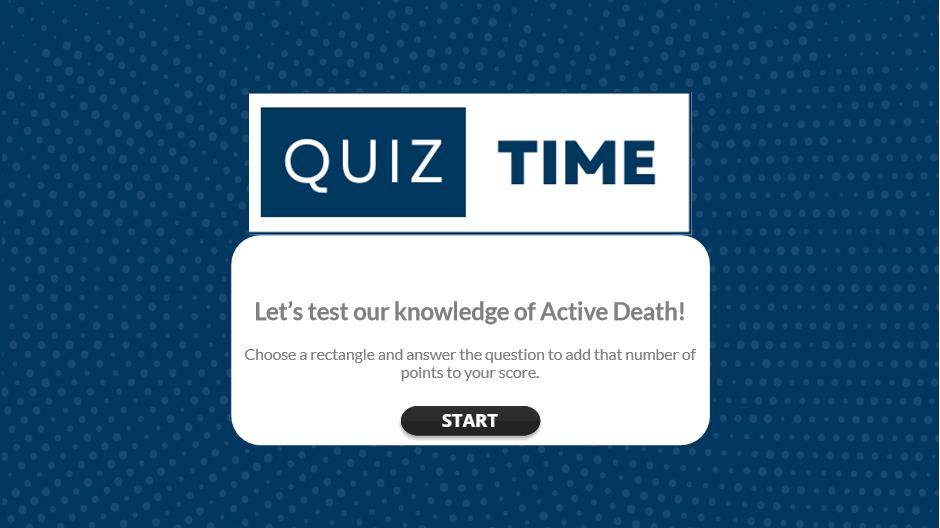 QUIZ TIME
Let’s test our knowledge of Active Death!
Choose a rectangle and answer the question to add that number of
points to your score.
START